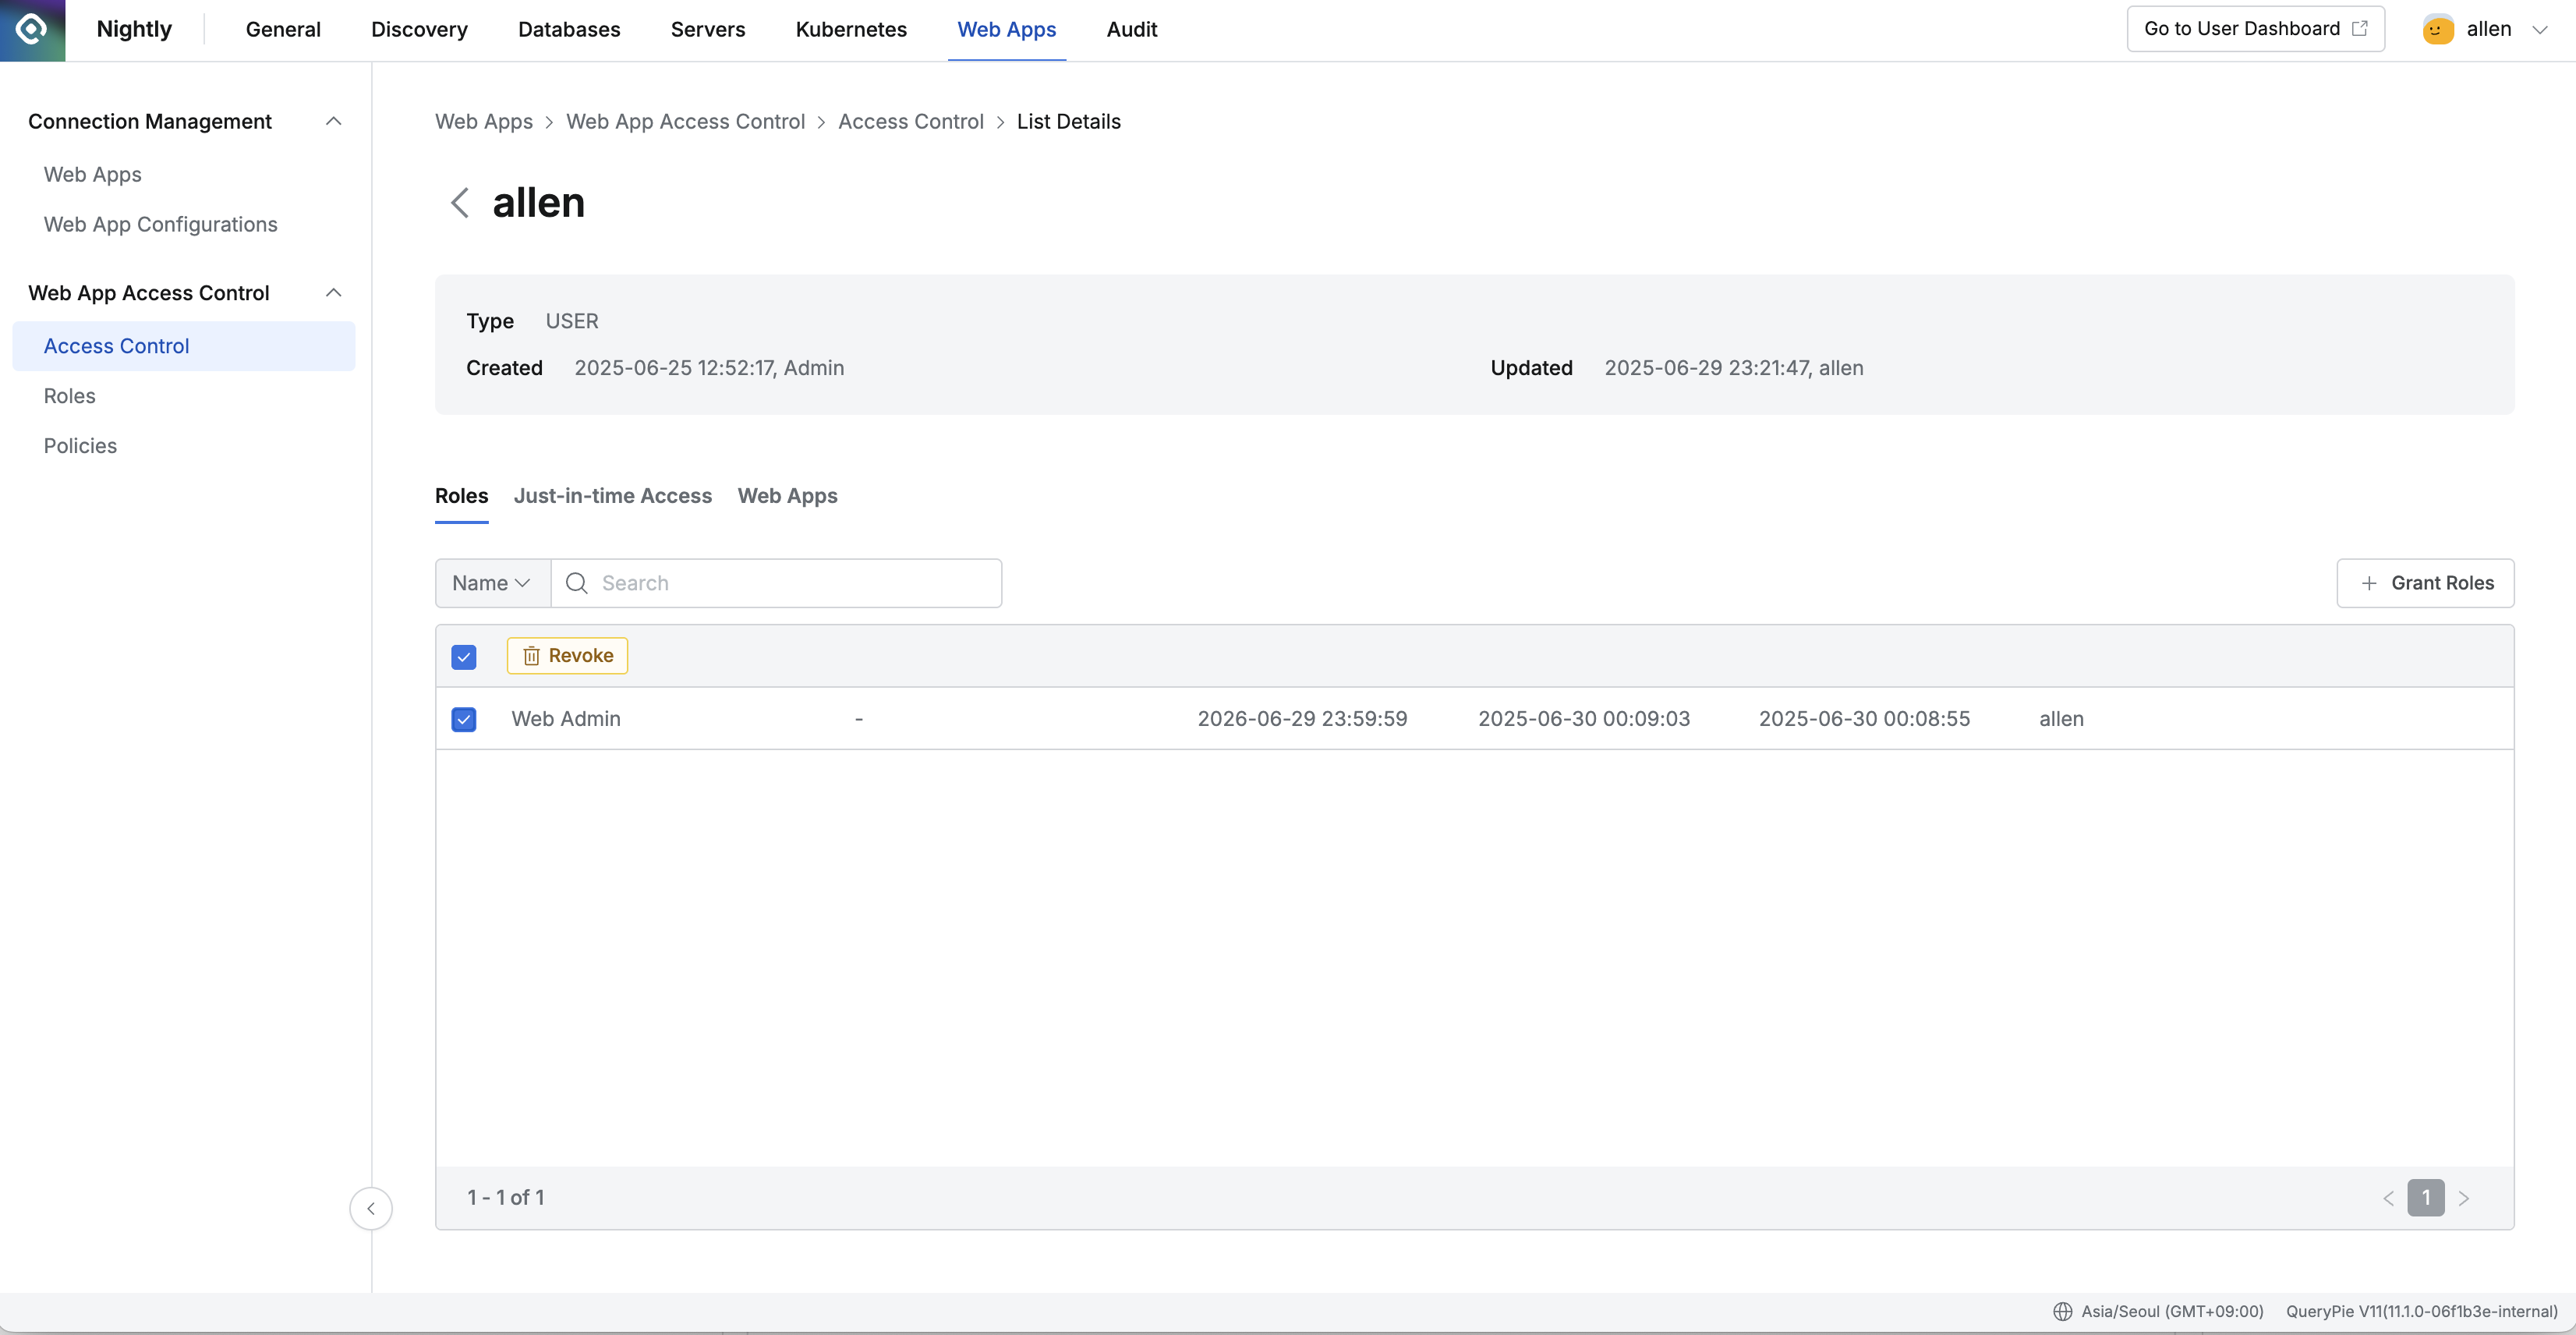 Nightly General Discovery Databases Servers Kubernetes Web Apps Audit Go to User Dashboard allen
Connection Management
Web Apps
Web App Configurations
Web App Access Control
Access Control
Roles
Policies
Web Apps > Web App Access Control > Access Control > List Details
allen
Type USER
Created 2025-06-25 12:52:17, Admin Updated 2025-06-29 23:21:47, allen
Roles Just-in-time Access Web Apps
Name Search + Grant Roles
Revoke
Web Admin - 2026-06-29 23:59:59 2025-06-30 00:09:03 2025-06-30 00:08:55 allen
1 - 1 of 1 1
Asia/Seoul (GMT+09:00) QueryPie V11(11.1.0-06f1b3e-internal)